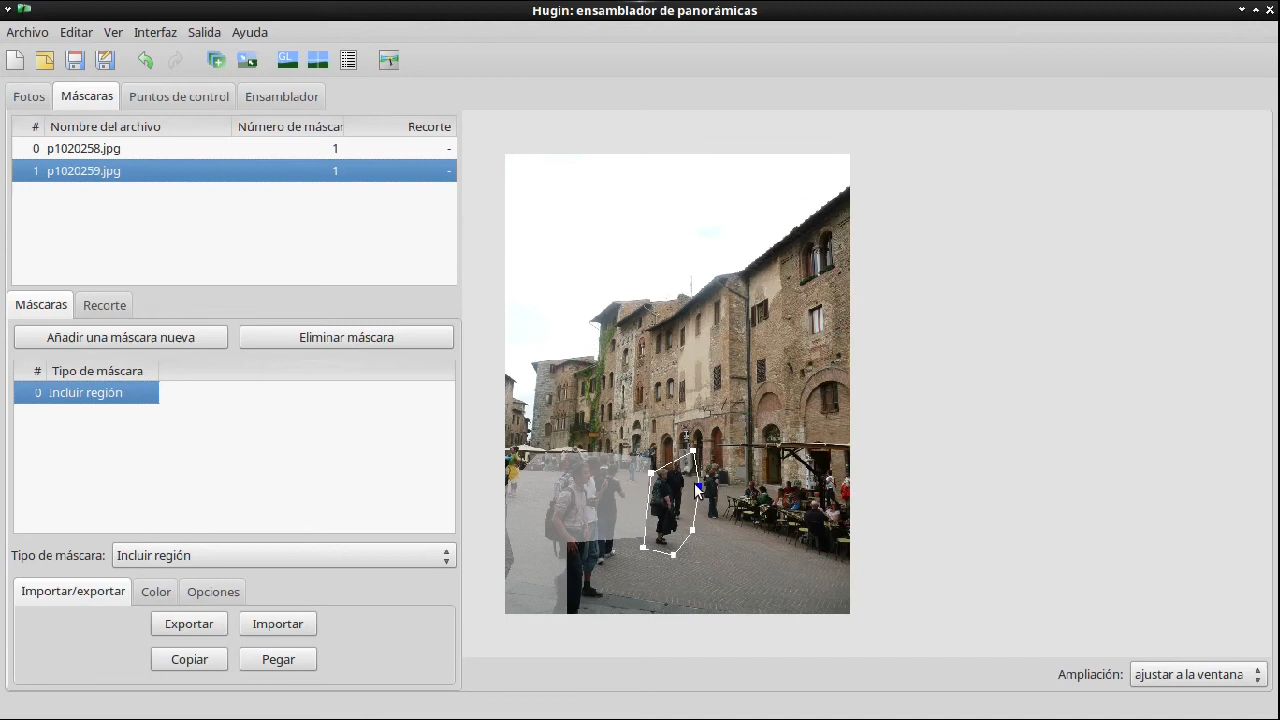 Hugin: ensamblador de panorámicas
Archivo Editar Ver Interfaz Salida Ayuda
GL
Fotos Máscaras Puntos de control Ensamblador
# Nombre del archivo Número de máscar Recorte
0 p1020258.jpg 1 -
1 p1020259.jpg 1 -
Máscaras Recorte
Añadir una máscara nueva Eliminar máscara
# Tipo de máscara
0 Incluir región
Tipo de máscara: Incluir región
Importar/exportar Color Opciones
Exportar Importar
Copiar Pegar
Ampliación: ajustar a la ventana